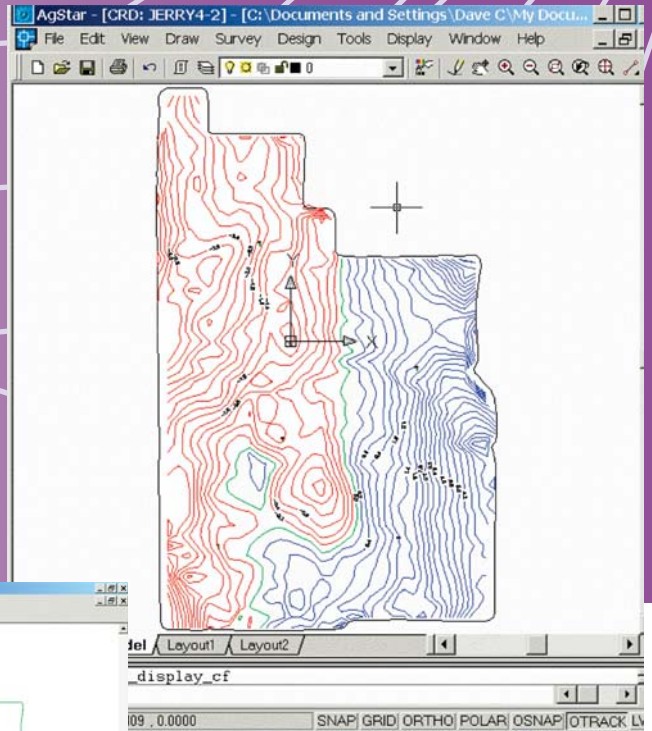 AgStar - [CRD: JERRY4-2] - [C:\Documents and Settings\Dave C\My Docu...
File Edit View Draw Survey Design Tools Display Window Help
0
Y
X
del Layout1 Layout2
_display_cf
09 , 0.0000 SNAP GRID ORTHO POLAR OSNAP OTRACK LV